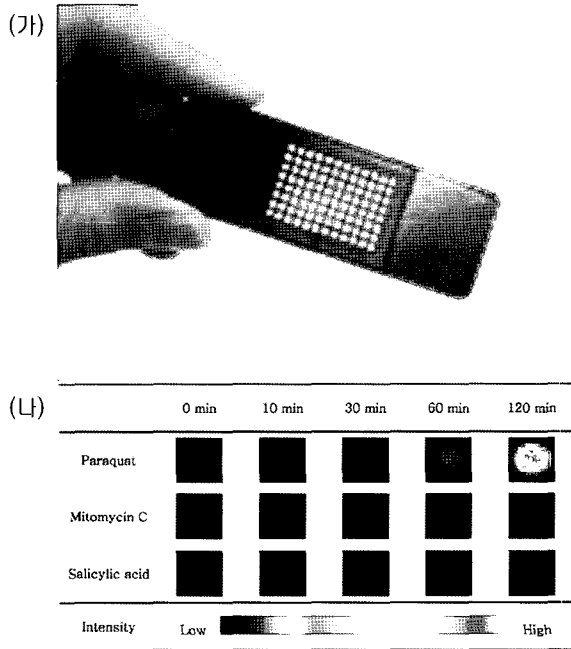 (가)
(나)
0 min 10 min 30 min 60 min 120 min
Paraquat
Mitomycin C
Salicylic acid
Intensity Low High